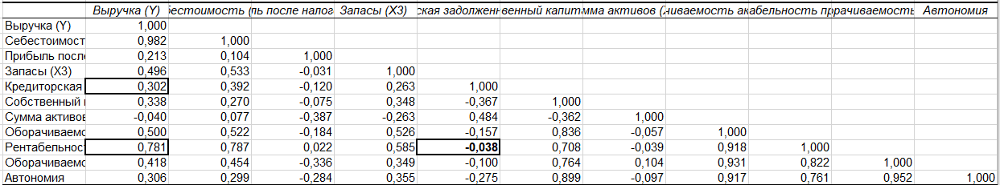 Выручка (Y) бестоимость ( пь после налог Запасы (X3) ская задолжен венный капит мма активов ( иваемость ак абельность пр рачиваемость Автономия
Выручка (Y) 1,000
Себестоимост 0,982 1,000
Прибыль посл 0,213 0,104 1,000
Запасы (X3) 0,496 0,533 -0,031 1,000
Кредиторская 0,302 0,392 -0,120 0,263 1,000
Собственный 0,338 0,270 -0,075 0,348 -0,367 1,000
Сумма активов -0,040 0,077 -0,387 -0,263 0,484 -0,362 1,000
Оборачиваемо 0,500 0,522 -0,184 0,526 -0,157 0,836 -0,057 1,000
Рентабельнос 0,781 0,787 0,022 0,585 -0,038 0,708 -0,039 0,918 1,000
Оборачиваемо 0,418 0,454 -0,336 0,349 -0,100 0,764 0,104 0,931 0,822 1,000
Автономия 0,306 0,299 -0,284 0,355 -0,275 0,899 -0,097 0,917 0,761 0,952 1,000